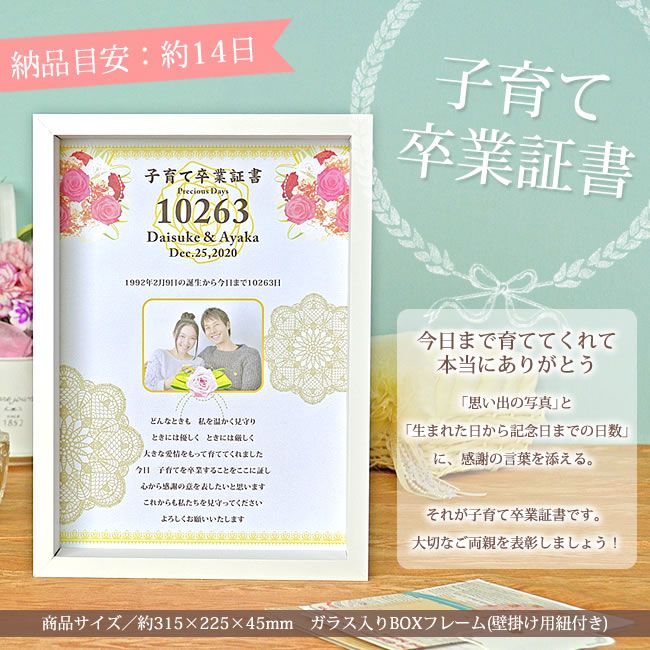 納品目安：約14日
子育て
卒業証書
子育て卒業証書
Precious Days
10263
Daisuke & Ayaka
Dec.25,2020
1992年2月9日の誕生から今日まで10263日
どんなときも　私を温かく見守り
ときには優しく　ときには厳しく
大きな愛情をもって育ててくれました
今日　子育てを卒業することをここに証し
心から感謝の意を表したいと思います
これからも私たちを見守ってください
よろしくお願いいたします
今日まで育ててくれて
本当にありがとう
「思い出の写真」と
「生まれた日から記念日までの日数」
に、感謝の言葉を添える。
それが子育て卒業証書です。
大切なご両親を表彰しましょう！
1852
商品サイズ／約315×225×45mm　ガラス入りBOXフレーム(壁掛け用紐付き)